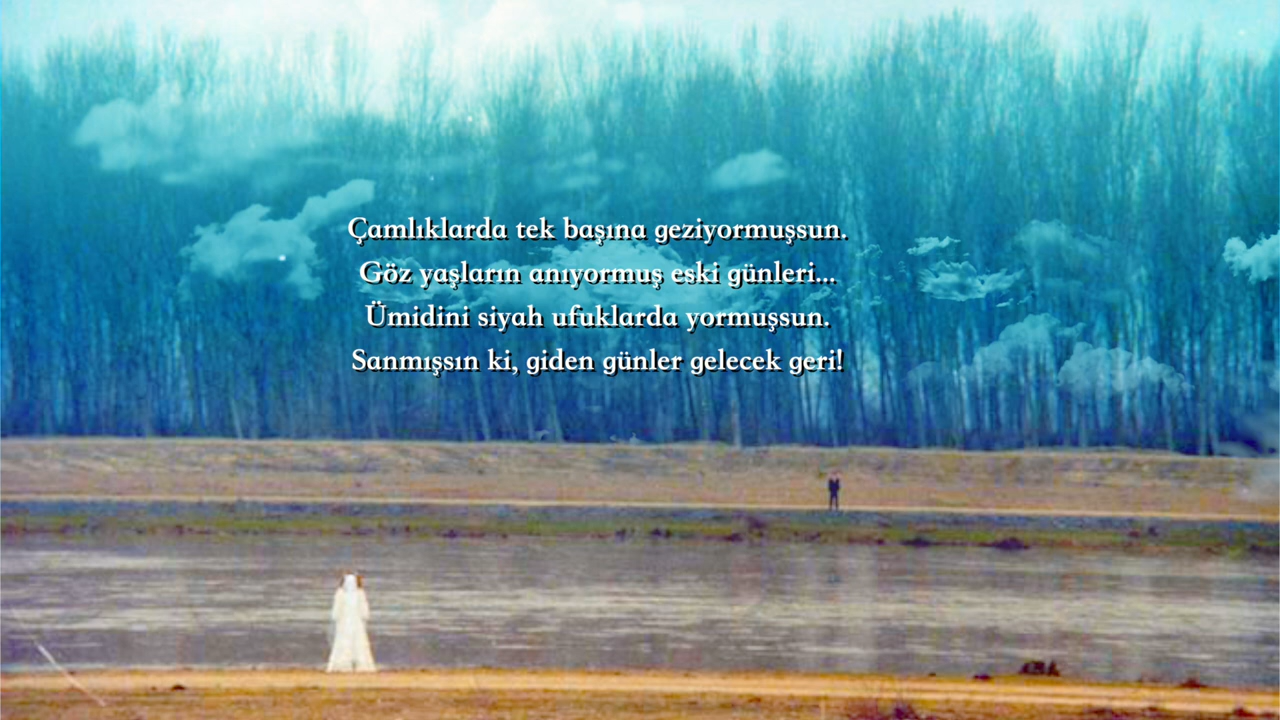 Çamlıklarda tek başına geziyormuşsun.
Göz yaşların anıyormuş eski günleri...
Ümidini siyah ufuklarda yormuşsun.
Sanmışsın ki, giden günler gelecek geri!